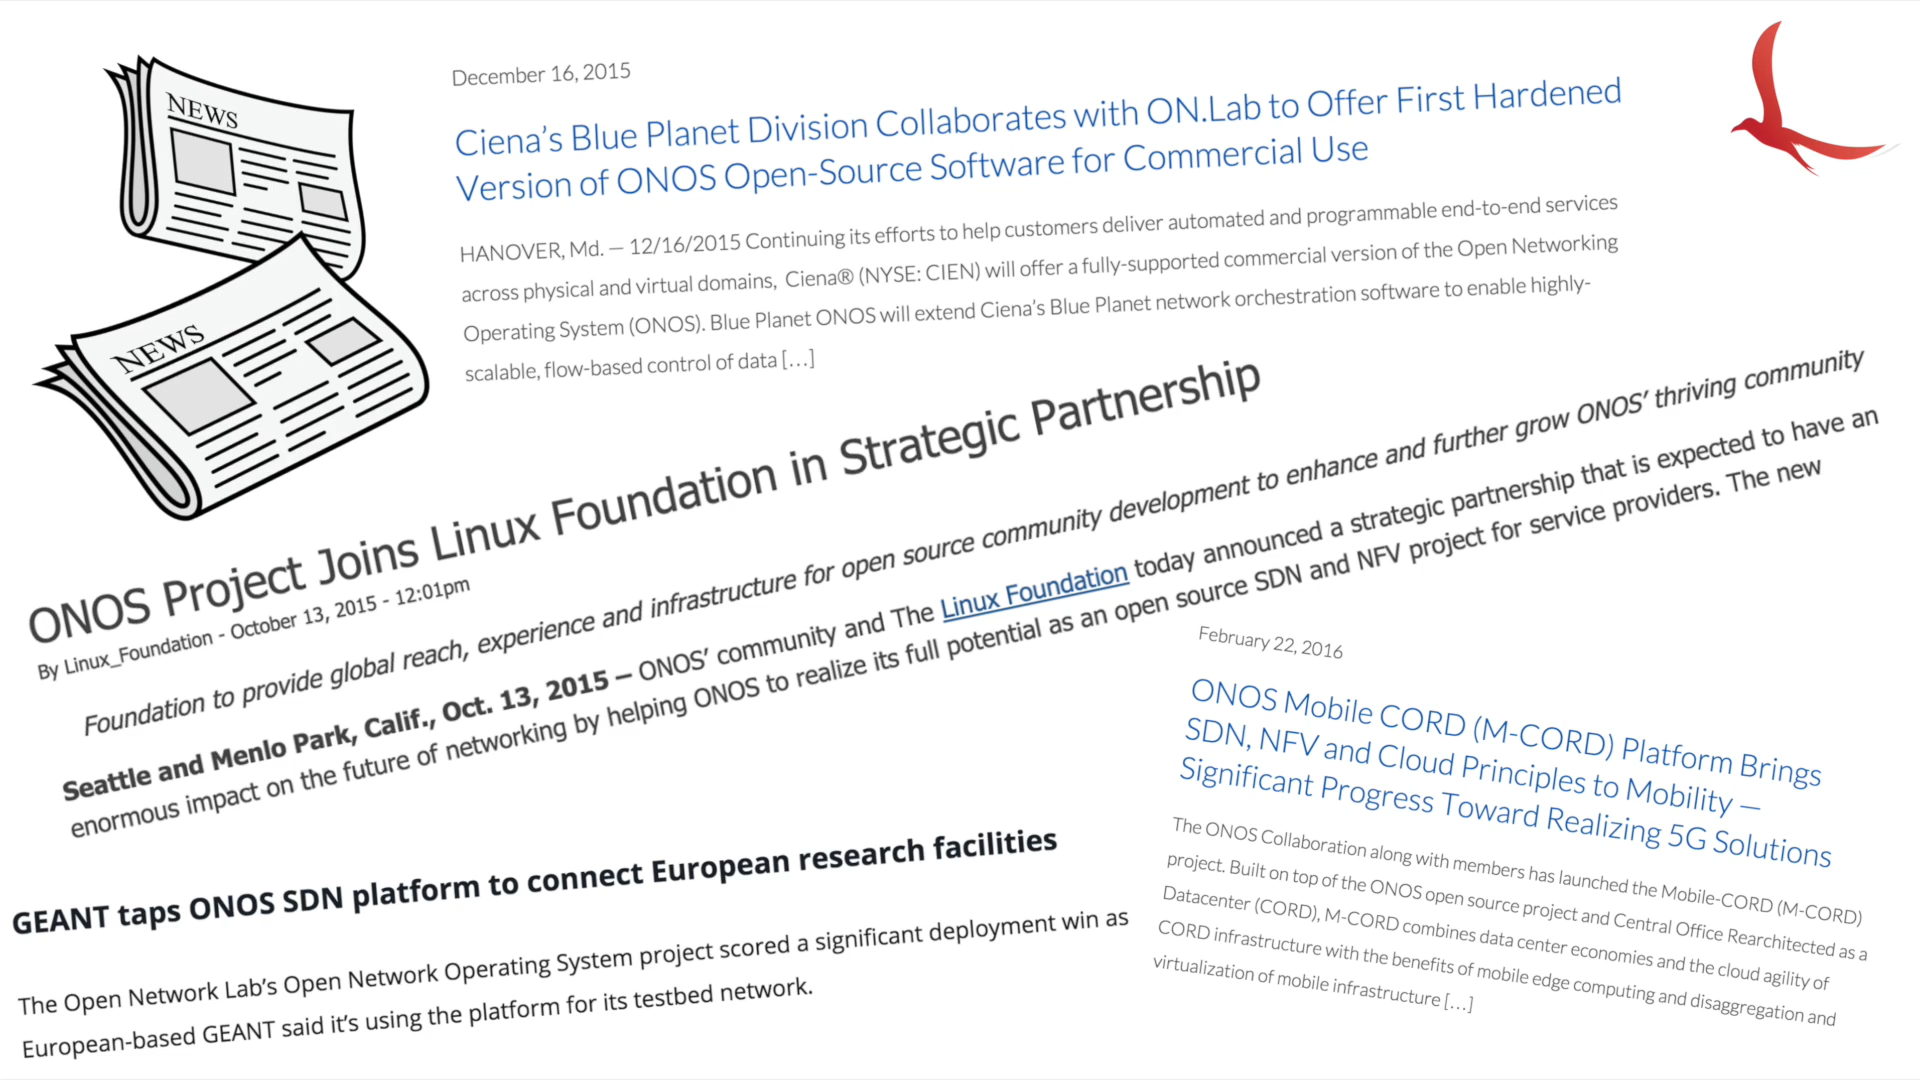 NEWS
NEWS
December 16, 2015
Ciena's Blue Planet Division Collaborates with ON.Lab to Offer First Hardened
Version of ONOS Open-Source Software for Commercial Use
HANOVER, Md. — 12/16/2015 Continuing its efforts to help customers deliver automated and programmable end-to-end services
across physical and virtual domains, Ciena® (NYSE: CIEN) will offer a fully-supported commercial version of the Open Networking
Operating System (ONOS). Blue Planet ONOS will extend Ciena's Blue Planet network orchestration software to enable highly-
scalable, flow-based control of data […]
ONOS Project Joins Linux Foundation in Strategic Partnership
By Linux_Foundation - October 13, 2015 - 12:01pm
Foundation to provide global reach, experience and infrastructure for open source community development to enhance and further grow ONOS' thriving community
Seattle and Menlo Park, Calif., Oct. 13, 2015 – ONOS' community and The Linux Foundation today announced a strategic partnership that is expected to have an
enormous impact on the future of networking by helping ONOS to realize its full potential as an open source SDN and NFV project for service providers. The new
GEANT taps ONOS SDN platform to connect European research facilities
The Open Network Lab's Open Network Operating System project scored a significant deployment win as
European-based GEANT said it's using the platform for its testbed network.
February 22, 2016
ONOS Mobile CORD (M-CORD) Platform Brings
SDN, NFV and Cloud Principles to Mobility —
Significant Progress Toward Realizing 5G Solutions
The ONOS Collaboration along with members has launched the Mobile-CORD (M-CORD)
project. Built on top of the ONOS open source project and Central Office Rearchitected as a
Datacenter (CORD), M-CORD combines data center economies and the cloud agility of
CORD infrastructure with the benefits of mobile edge computing and disaggregation and
virtualization of mobile infrastructure […]